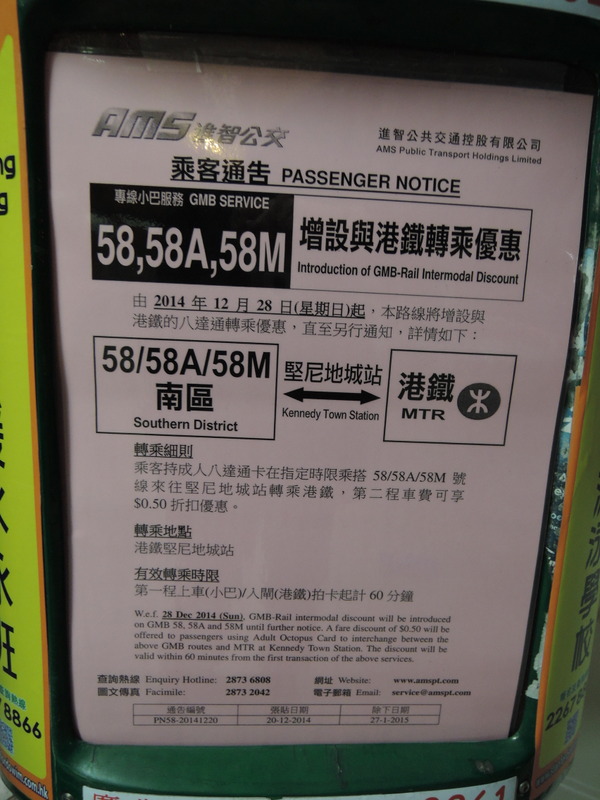 AMS 進智公交
進智公共交通控股有限公司
AMS Public Transport Holdings Limited
乘客通告 PASSENGER NOTICE
專線小巴服務 GMB SERVICE
58,58A,58M
增設與港鐵轉乘優惠
Introduction of GMB-Rail Intermodal Discount
由 2014 年 12 月 28 日(星期日)起，本路線將增設與
港鐵的八達通轉乘優惠，直至另行通知，詳情如下：
58/58A/58M
南區
Southern District
堅尼地城站
Kennedy Town Station
港鐵
MTR
轉乘細則
乘客持成人八達通卡在指定時限乘搭 58/58A/58M 號
線來往堅尼地城站轉乘港鐵，第二程車費可享
$0.50 折扣優惠。
轉乘地點
港鐵堅尼地城站
有效轉乘時限
第一程上車(小巴)/入閘(港鐵)拍卡起計 60 分鐘
W.e.f. 28 Dec 2014 (Sun), GMB-Rail intermodal discount will be introduced
on GMB 58, 58A and 58M until further notice. A fare discount of $0.50 will be
offered to passengers using Adult Octopus Card to interchange between the
above GMB routes and MTR at Kennedy Town Station. The discount will be
valid within 60 minutes from the first transaction of the above services.
查詢熱線 Enquiry Hotline: 2873 6808 網址 Website: www.amspt.com
圖文傳真 Facimile: 2873 2042 電子郵箱 Email: service@amspt.com
通告編號 張貼日期 除下日期
PN58-20141220 20-12-2014 27-1-2015
8866